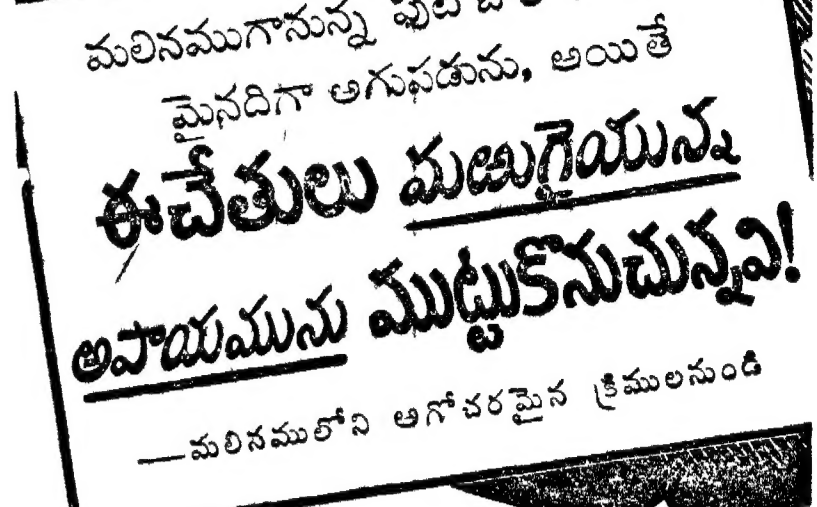 మలినముగానున్న
మైనదిగా అగుపడును, అయితే
ఈచేతులు మఱుగైయున్న
అపాయమును ముట్టుకొనుచున్నవి!
—మలినములోని అగోచరమైన క్రిములనుండి